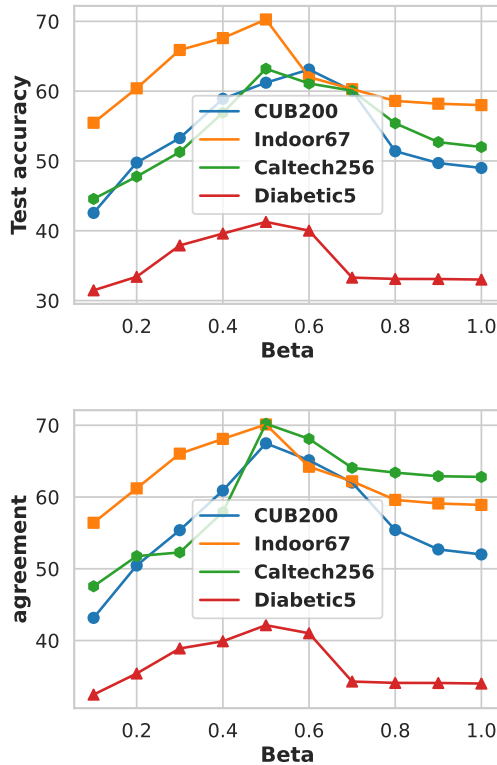 70
60
50
40
30
Test accuracy
CUB200
Indoor67
Caltech256
Diabetic5
0.2 0.4 0.6 0.8 1.0
Beta
70
60
50
40
agreement
CUB200
Indoor67
Caltech256
Diabetic5
0.2 0.4 0.6 0.8 1.0
Beta